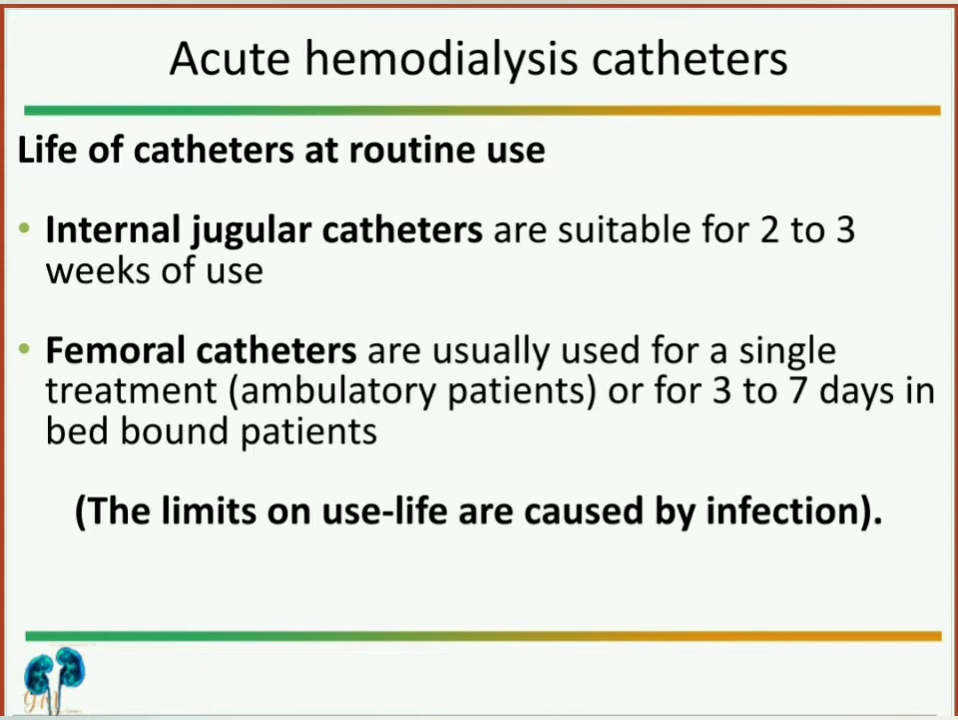 Acute hemodialysis catheters
Life of catheters at routine use
• Internal jugular catheters are suitable for 2 to 3
weeks of use
• Femoral catheters are usually used for a single
treatment (ambulatory patients) or for 3 to 7 days in
bed bound patients
(The limits on use-life are caused by infection).